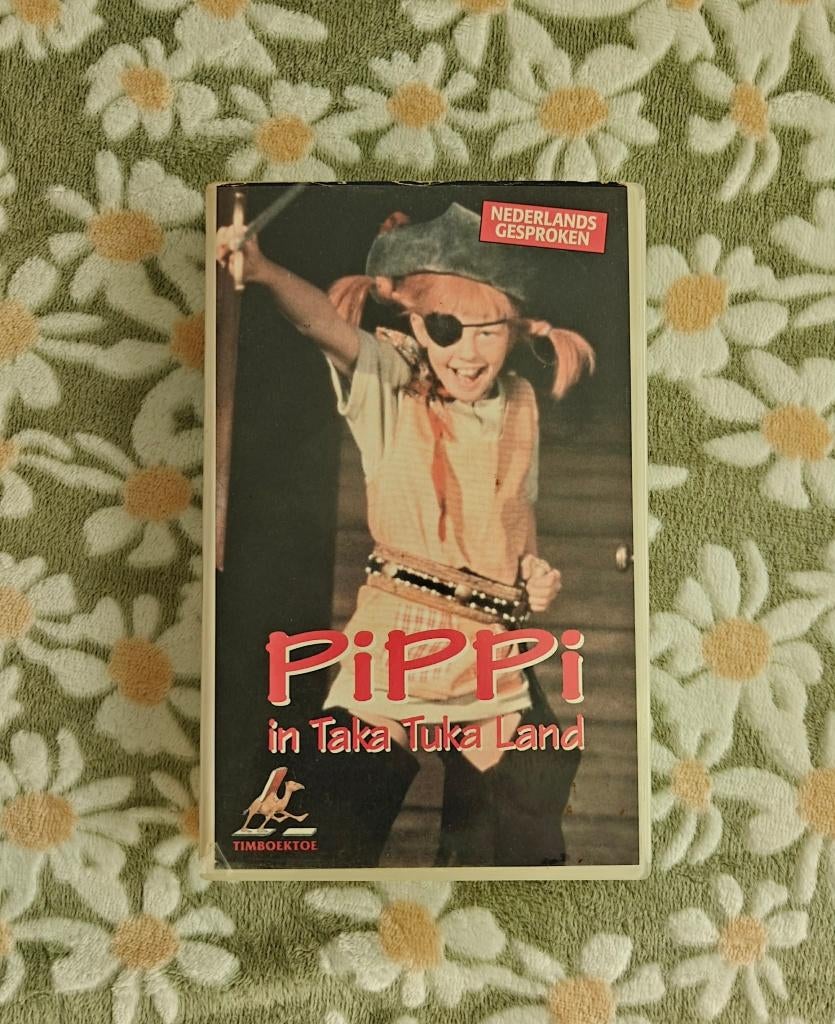 NEDERLANDS
GESPROKEN
PiPPi
in Taka Tuka Land
TIMBOEKTOE